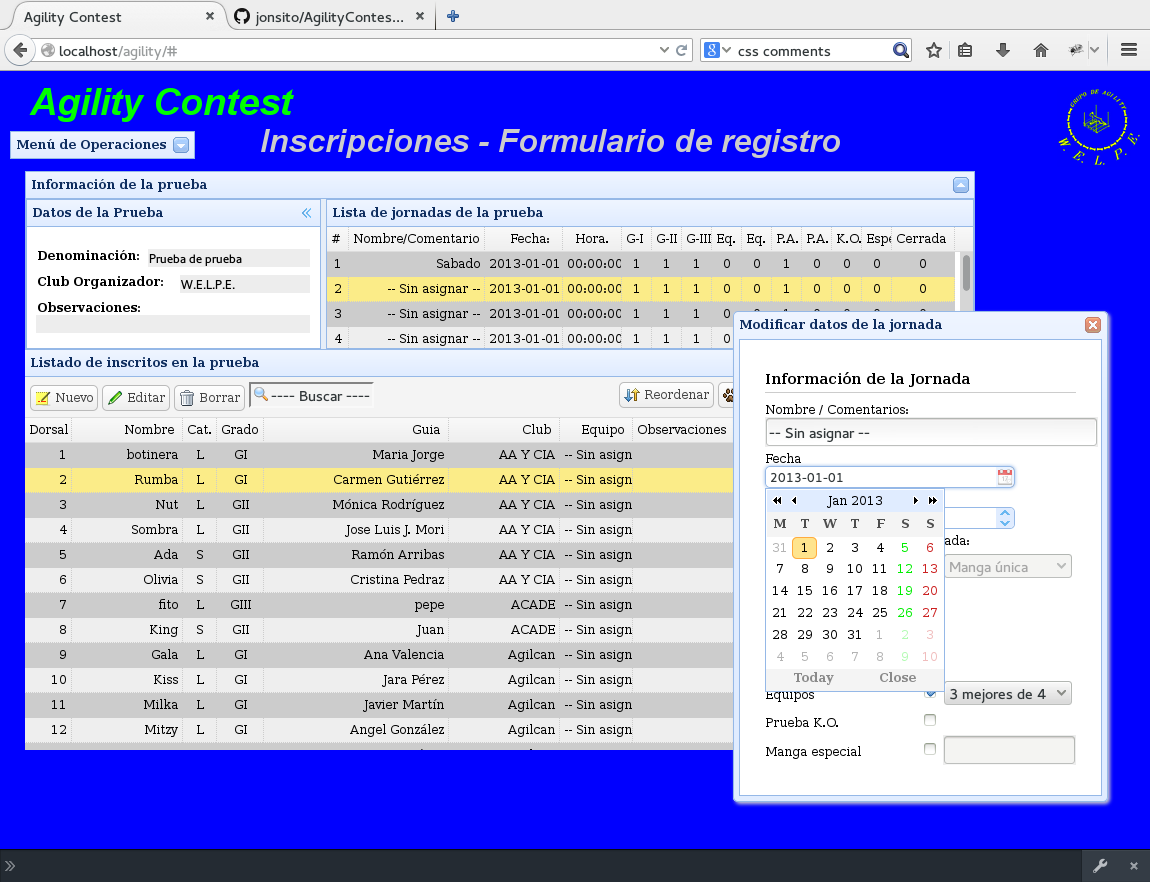 Agility Contest
jonsito/AgilityContes...
localhost/agility/#
css comments
Agility Contest
Menú de Operaciones
Inscripciones - Formulario de registro
GRUPO DE AGILITY
W. E. L. P. E.
Información de la prueba
Datos de la Prueba
Denominación: Prueba de prueba
Club Organizador: W.E.L.P.E.
Observaciones:
Lista de jornadas de la prueba
# Nombre/Comentario Fecha: Hora. G-I G-II G-III Eq. Eq. P.A. P.A. K.O. Espe Cerrada
1 Sabado 2013-01-01 00:00:00 1 1 1 0 0 1 0 0 0 0
2 -- Sin asignar -- 2013-01-01 00:00:00 1 1 1 0 0 1 0 0 0 0
3 -- Sin asignar -- 2013-01-01 00:00:00 1 1 1 0
4 -- Sin asignar -- 2013-01-01 00:00:00 1 1 1 0
Listado de inscritos en la prueba
Nuevo Editar Borrar ---- Buscar ---- Reordenar
Dorsal Nombre Cat. Grado Guia Club Equipo Observaciones
1 botinera L GI Maria Jorge AA Y CIA -- Sin asign
2 Rumba L GI Carmen Gutiérrez AA Y CIA -- Sin asign
3 Nut L GII Mónica Rodríguez AA Y CIA -- Sin asign
4 Sombra L GII Jose Luis J. Mori AA Y CIA -- Sin asign
5 Ada S GII Ramón Arribas AA Y CIA -- Sin asign
6 Olivia S GII Cristina Pedraz AA Y CIA -- Sin asign
7 fito L GIII pepe ACADE -- Sin asign
8 King S GII Juan ACADE -- Sin asign
9 Gala L GI Ana Valencia Agilcan -- Sin asign
10 Kiss L GI Jara Pérez Agilcan -- Sin asign
11 Milka L GI Javier Martín Agilcan -- Sin asign
12 Mitzy L GI Angel González Agilcan -- Sin asign
Modificar datos de la jornada
Información de la Jornada
Nombre / Comentarios:
-- Sin asignar --
Fecha
2013-01-01
Jan 2013
M T W T F S S
31 1 2 3 4 5 6
7 8 9 10 11 12 13
14 15 16 17 18 19 20
21 22 23 24 25 26 27
28 29 30 31 1 2 3
4 5 6 7 8 9 10
Today Close
ada:
Manga única
Equipos 3 mejores de 4
Prueba K.O.
Manga especial